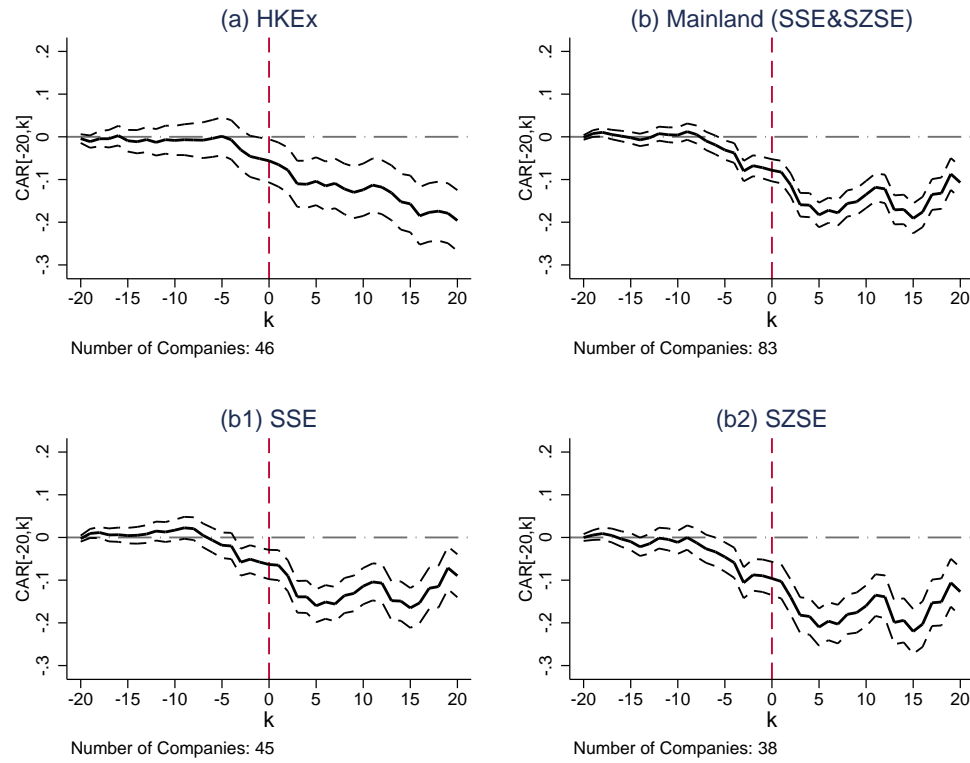 (a) HKEx
CAR[-20,k]
.2
.1
0
-.1
-.2
-.3
-20 -15 -10 -5 0 5 10 15 20
k
Number of Companies: 46
(b) Mainland (SSE&SZSE)
CAR[-20,k]
.2
.1
0
-.1
-.2
-.3
-20 -15 -10 -5 0 5 10 15 20
k
Number of Companies: 83
(b1) SSE
CAR[-20,k]
.2
.1
0
-.1
-.2
-.3
-20 -15 -10 -5 0 5 10 15 20
k
Number of Companies: 45
(b2) SZSE
CAR[-20,k]
.2
.1
0
-.1
-.2
-.3
-20 -15 -10 -5 0 5 10 15 20
k
Number of Companies: 38